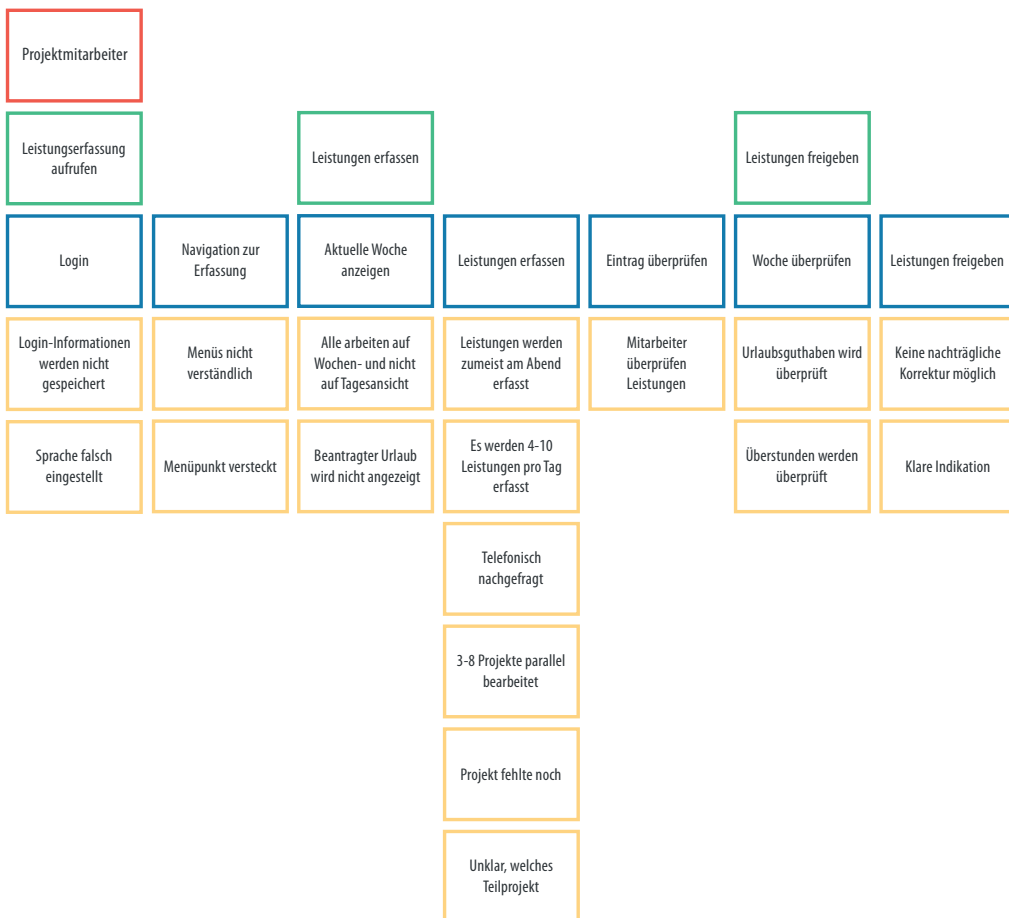 Projektmitarbeiter
Leistungserfassung
aufrufen
Leistungen erfassen
Leistungen freigeben
Login
Navigation zur
Erfassung
Aktuelle Woche
anzeigen
Leistungen erfassen
Eintrag überprüfen
Woche überprüfen
Leistungen freigeben
Login-Informationen
werden nicht
gespeichert
Menüs nicht
verständlich
Alle arbeiten auf
Wochen- und nicht
auf Tagesansicht
Leistungen werden
zumeist am Abend
erfasst
Mitarbeiter
überprüfen
Leistungen
Urlaubsguthaben wird
überprüft
Keine nachträgliche
Korrektur möglich
Sprache falsch
eingestellt
Menüpunkt versteckt
Beantragter Urlaub
wird nicht angezeigt
Es werden 4-10
Leistungen pro Tag
erfasst
Überstunden werden
überprüft
Klare Indikation
Telefonisch
nachgefragt
3-8 Projekte parallel
bearbeitet
Projekt fehlte noch
Unklar, welches
Teilprojekt